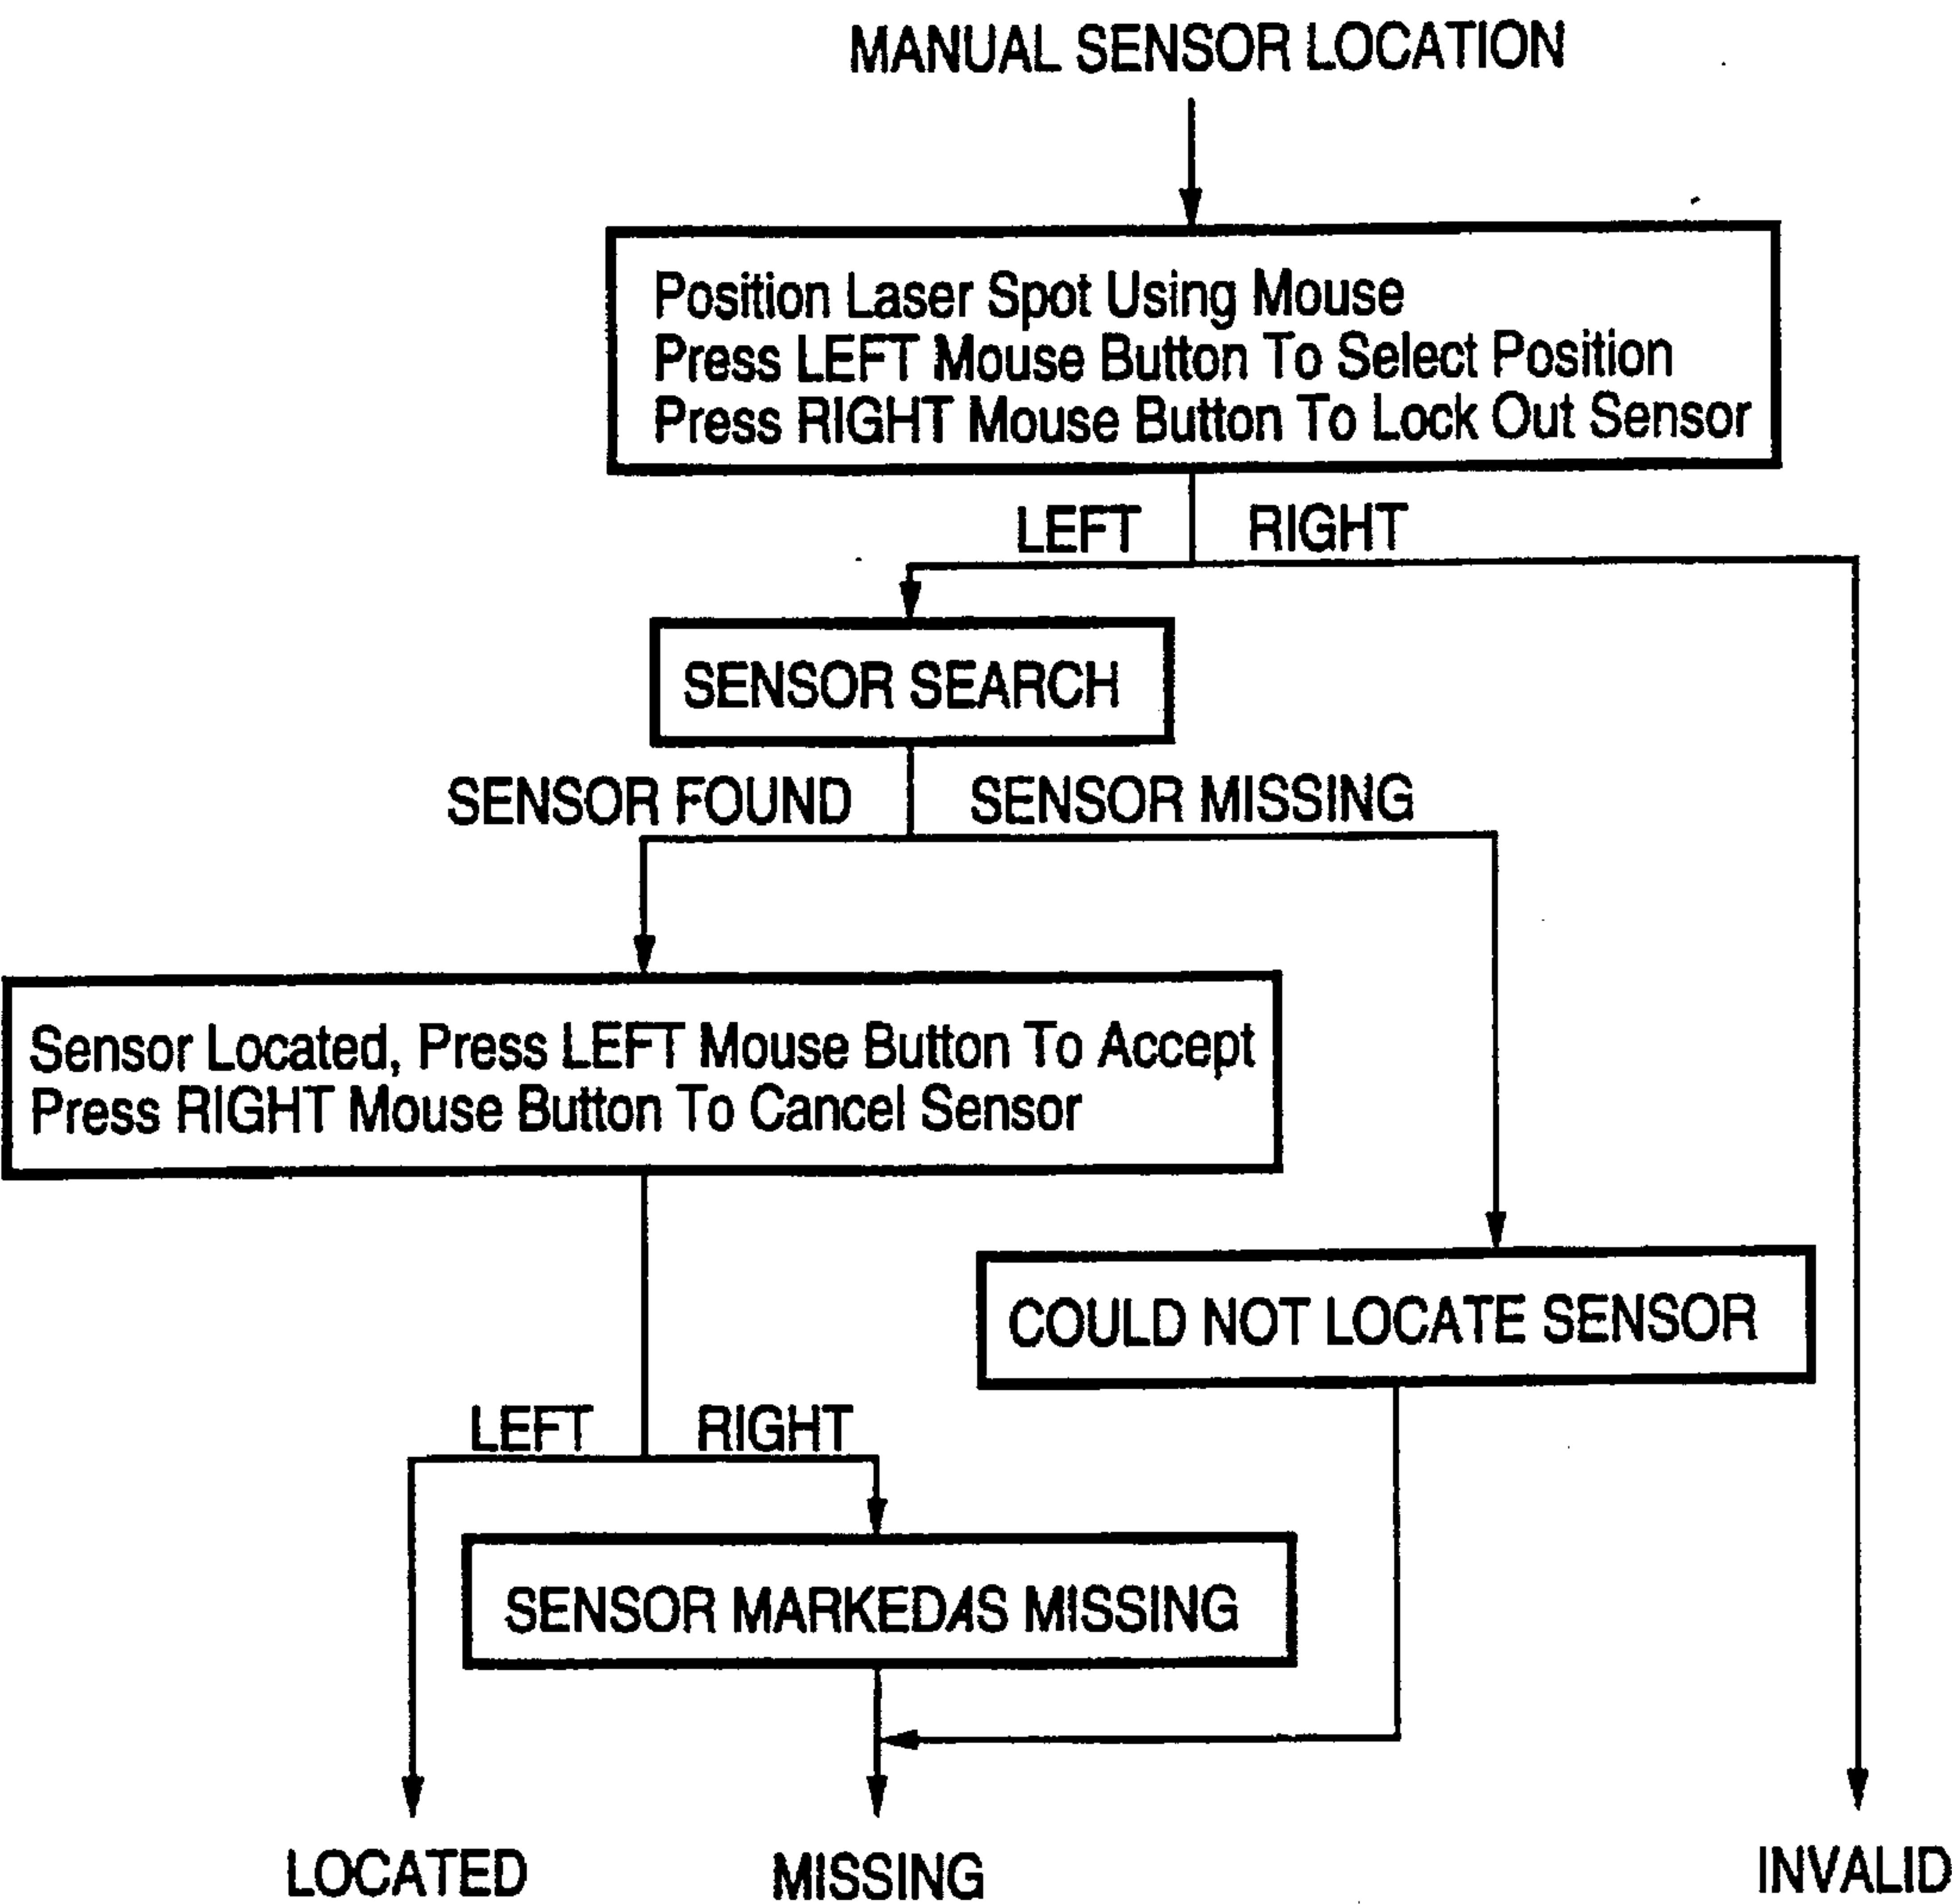 MANUAL SENSOR LOCATION
Position Laser Spot Using Mouse
Press LEFT Mouse Button To Select Position
Press RIGHT Mouse Button To Lock Out Sensor
LEFT
RIGHT
SENSOR SEARCH
SENSOR FOUND
SENSOR MISSING
Sensor Located, Press LEFT Mouse Button To Accept
Press RIGHT Mouse Button To Cancel Sensor
COULD NOT LOCATE SENSOR
LEFT
RIGHT
SENSOR MARKEDAS MISSING
LOCATED
MISSING
INVALID